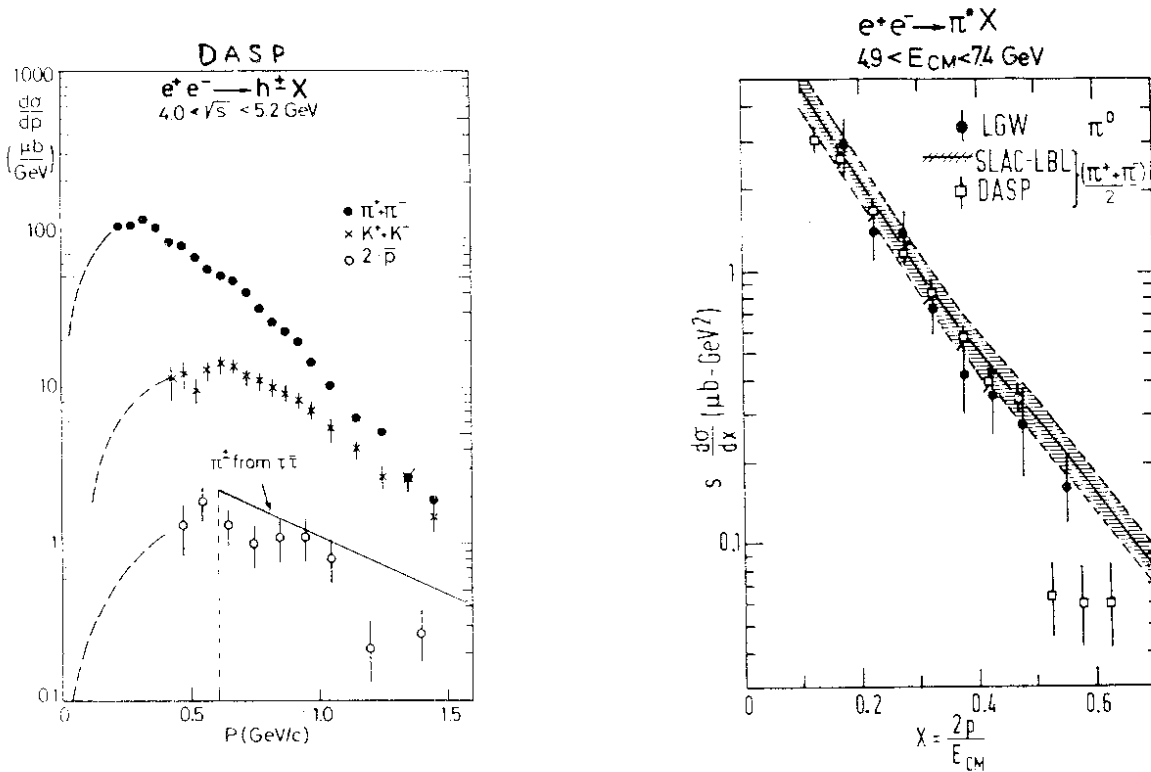 DASP
e⁺e⁻ → h± X
4.0 < √s < 5.2 GeV
dσ
dp
(μb
GeV)
1000
100
10
1
0.1
● π⁺+π⁻
× K⁺+K⁻
○ 2·p̄
π± from τ τ̄
0
0.5
1.0
1.5
P (GeV/c)
e⁺e⁻ → π* X
4.9 < E_CM < 7.4 GeV
LGW π⁰
SLAC-LBL
DASP
} (π⁺+π⁻)
2
s dσ/dx (μb-GeV²)
1
0.1
0
0.2
0.4
0.6
X = 2p
E_CM